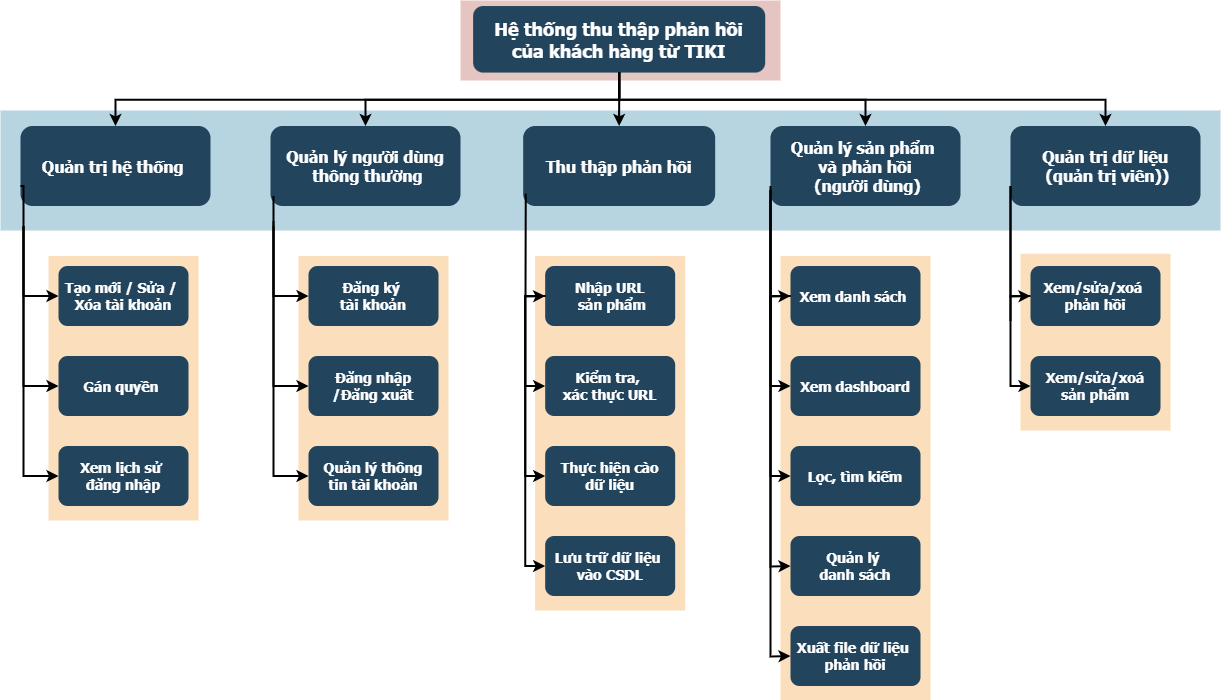 Hệ thống thu thập phản hồi
của khách hàng từ TIKI
Quản trị hệ thống
Quản lý người dùng
thông thường
Thu thập phản hồi
Quản lý sản phẩm
và phản hồi
(người dùng)
Quản trị dữ liệu
(quản trị viên))
Tạo mới / Sửa /
Xóa tài khoản
Gán quyền
Xem lịch sử
đăng nhập
Đăng ký
tài khoản
Đăng nhập
/Đăng xuất
Quản lý thông
tin tài khoản
Nhập URL
sản phẩm
Kiểm tra,
xác thực URL
Thực hiện cào
dữ liệu
Lưu trữ dữ liệu
vào CSDL
Xem danh sách
Xem dashboard
Lọc, tìm kiếm
Quản lý
danh sách
Xuất file dữ liệu
phản hồi
Xem/sửa/xoá
phản hồi
Xem/sửa/xoá
sản phẩm